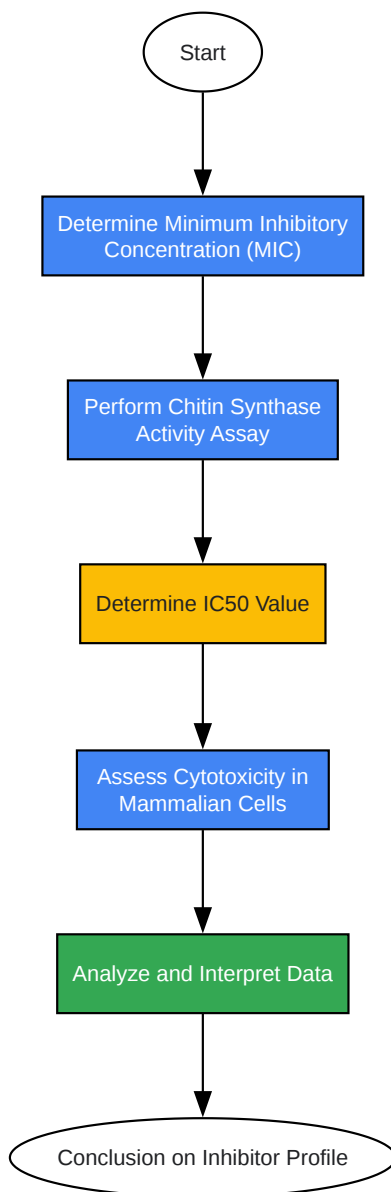 Start
Determine Minimum Inhibitory
Concentration (MIC)
Perform Chitin Synthase
Activity Assay
Determine IC50 Value
Assess Cytotoxicity in
Mammalian Cells
Analyze and Interpret Data
Conclusion on Inhibitor Profile